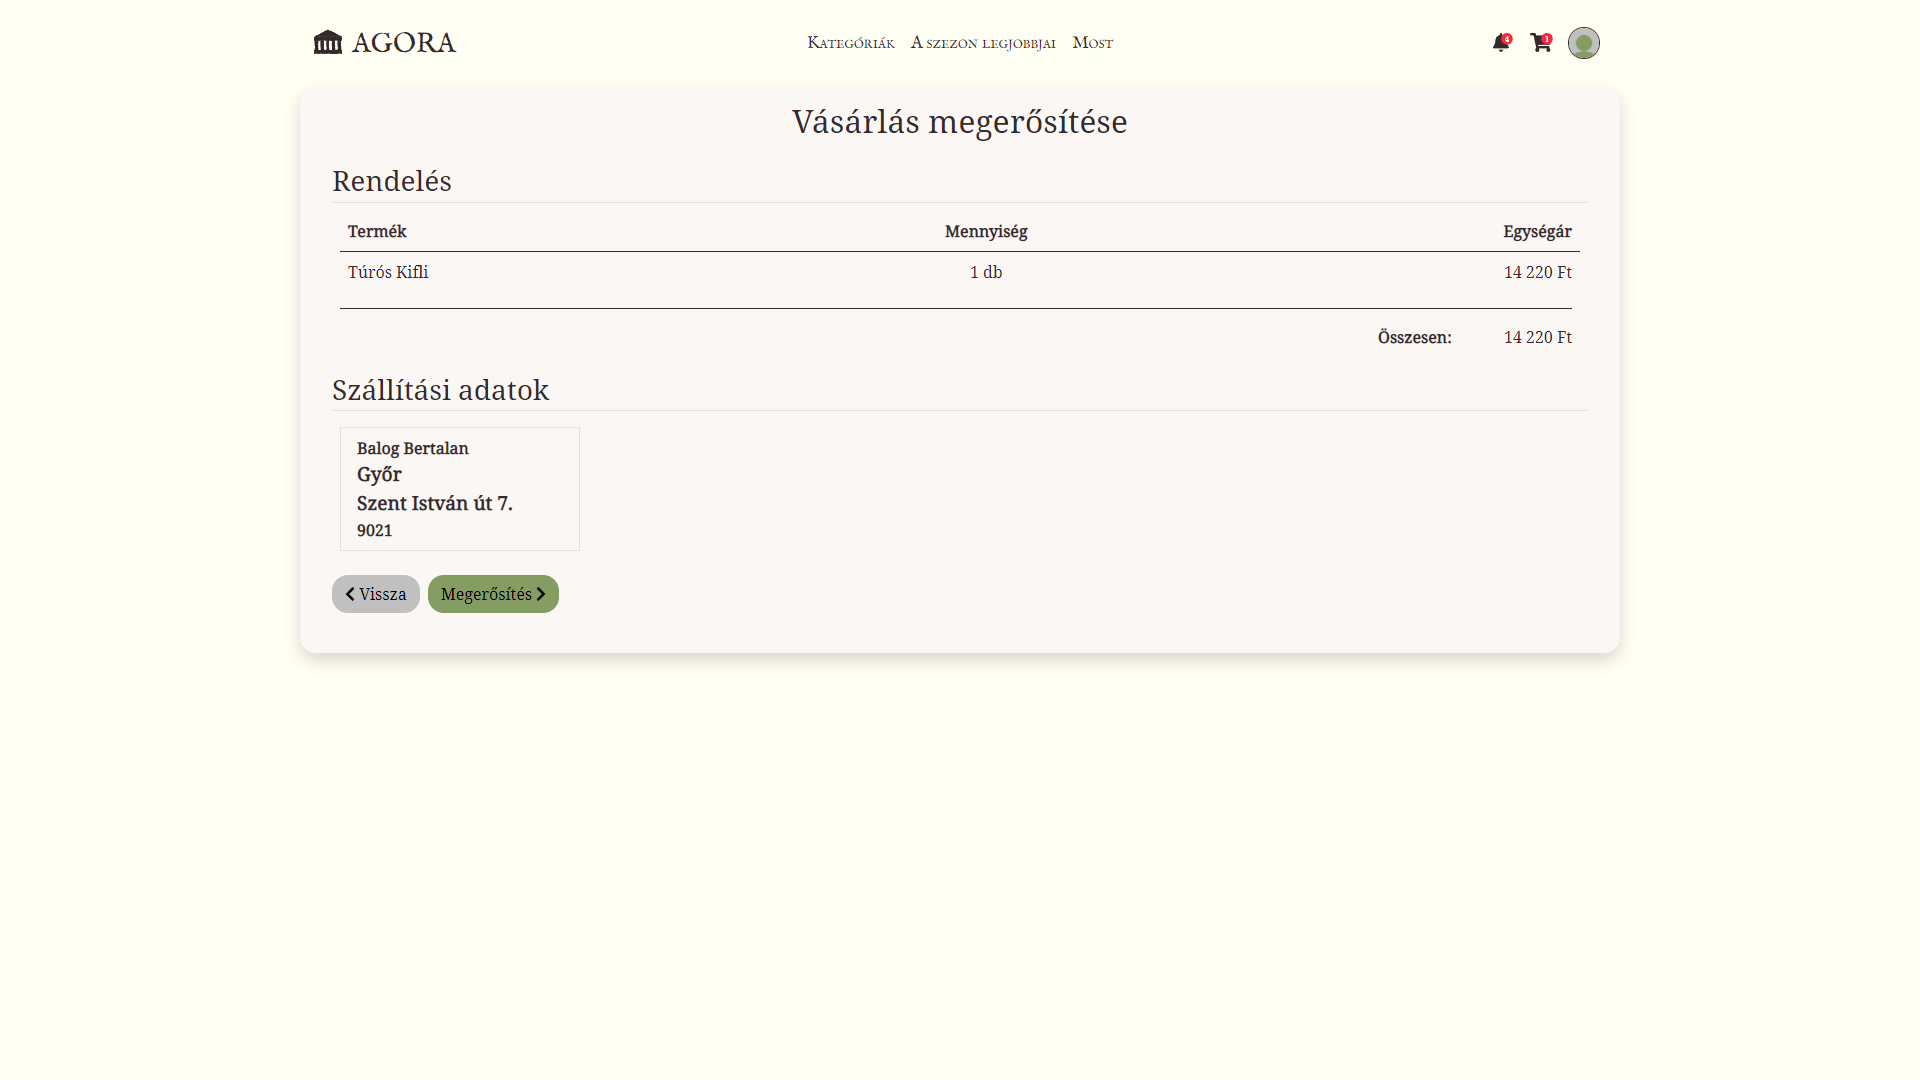 AGORA
Kategóriák A szezon legjobbjai Most
4 1
Vásárlás megerősítése
Rendelés
Termék Mennyiség Egységár
Túrós Kifli 1 db 14 220 Ft
Összesen: 14 220 Ft
Szállítási adatok
Balog Bertalan
Győr
Szent István út 7.
9021
Vissza Megerősítés